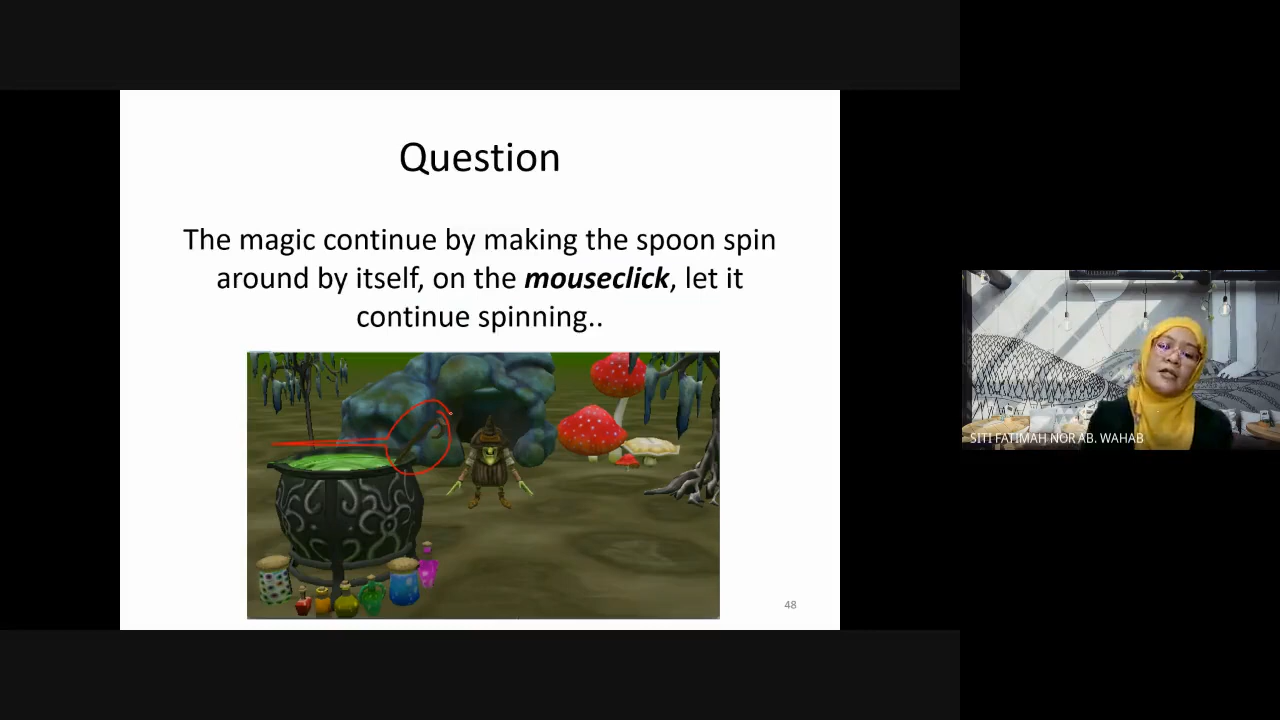 Question
The magic continue by making the spoon spin
around by itself, on the mouseclick, let it
continue spinning..
48
SITI FATIMAH NOR AB. WAHAB